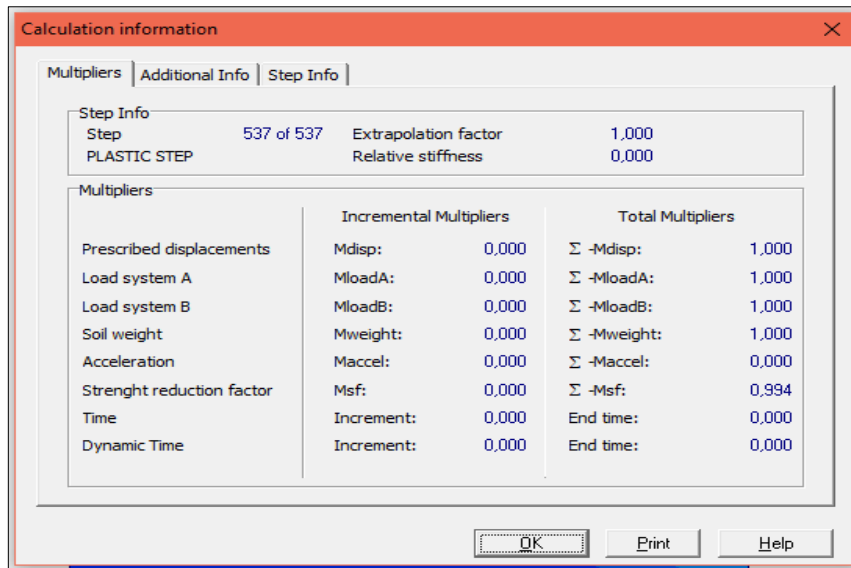 Calculation information
Multipliers Additional Info Step Info
Step Info
Step 537 of 537 Extrapolation factor 1,000
PLASTIC STEP Relative stiffness 0,000
Multipliers
Incremental Multipliers Total Multipliers
Prescribed displacements Mdisp: 0,000 Σ -Mdisp: 1,000
Load system A MloadA: 0,000 Σ -MloadA: 1,000
Load system B MloadB: 0,000 Σ -MloadB: 1,000
Soil weight Mweight: 0,000 Σ -Mweight: 1,000
Acceleration Maccel: 0,000 Σ -Maccel: 0,000
Strenght reduction factor Msf: 0,000 Σ -Msf: 0,994
Time Increment: 0,000 End time: 0,000
Dynamic Time Increment: 0,000 End time: 0,000
OK Print Help